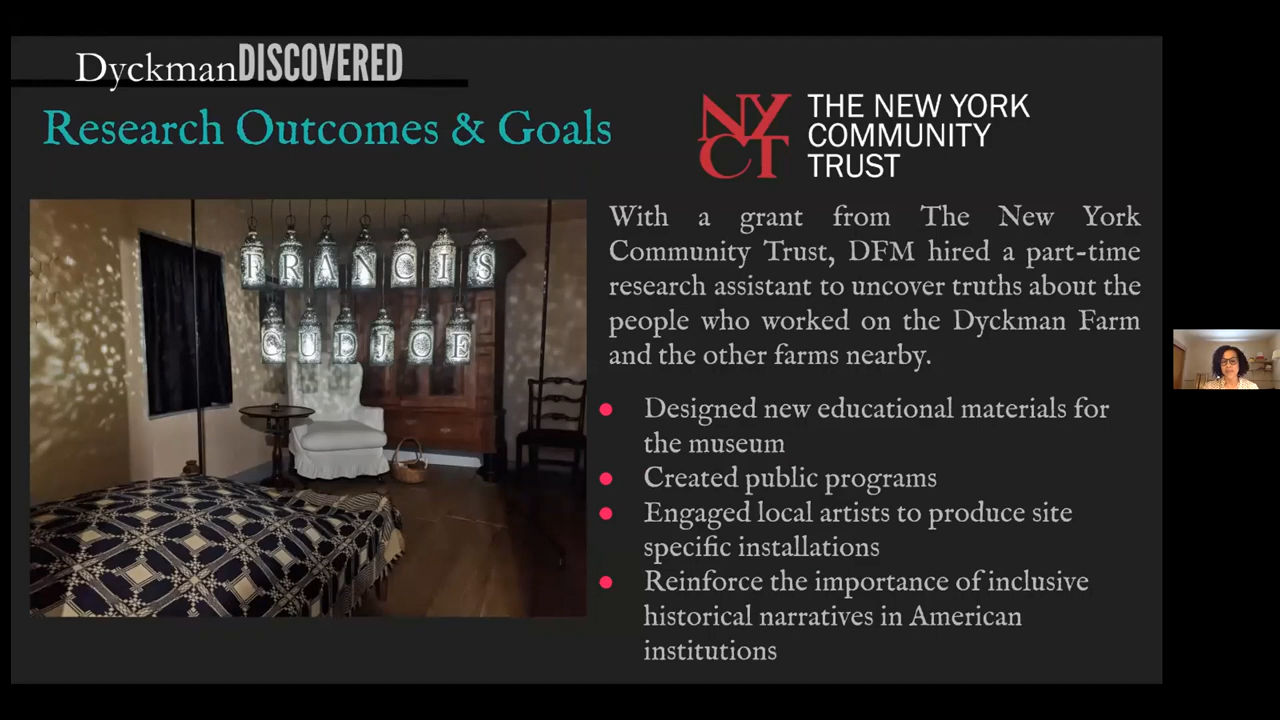 DyckmanDISCOVERED
Research Outcomes & Goals
NY
CT
THE NEW YORK
COMMUNITY
TRUST
FRANCIS
CUDJOE
With a grant from The New York
Community Trust, DFM hired a part-time
research assistant to uncover truths about the
people who worked on the Dyckman Farm
and the other farms nearby.
● Designed new educational materials for
the museum
● Created public programs
● Engaged local artists to produce site
specific installations
● Reinforce the importance of inclusive
historical narratives in American
institutions